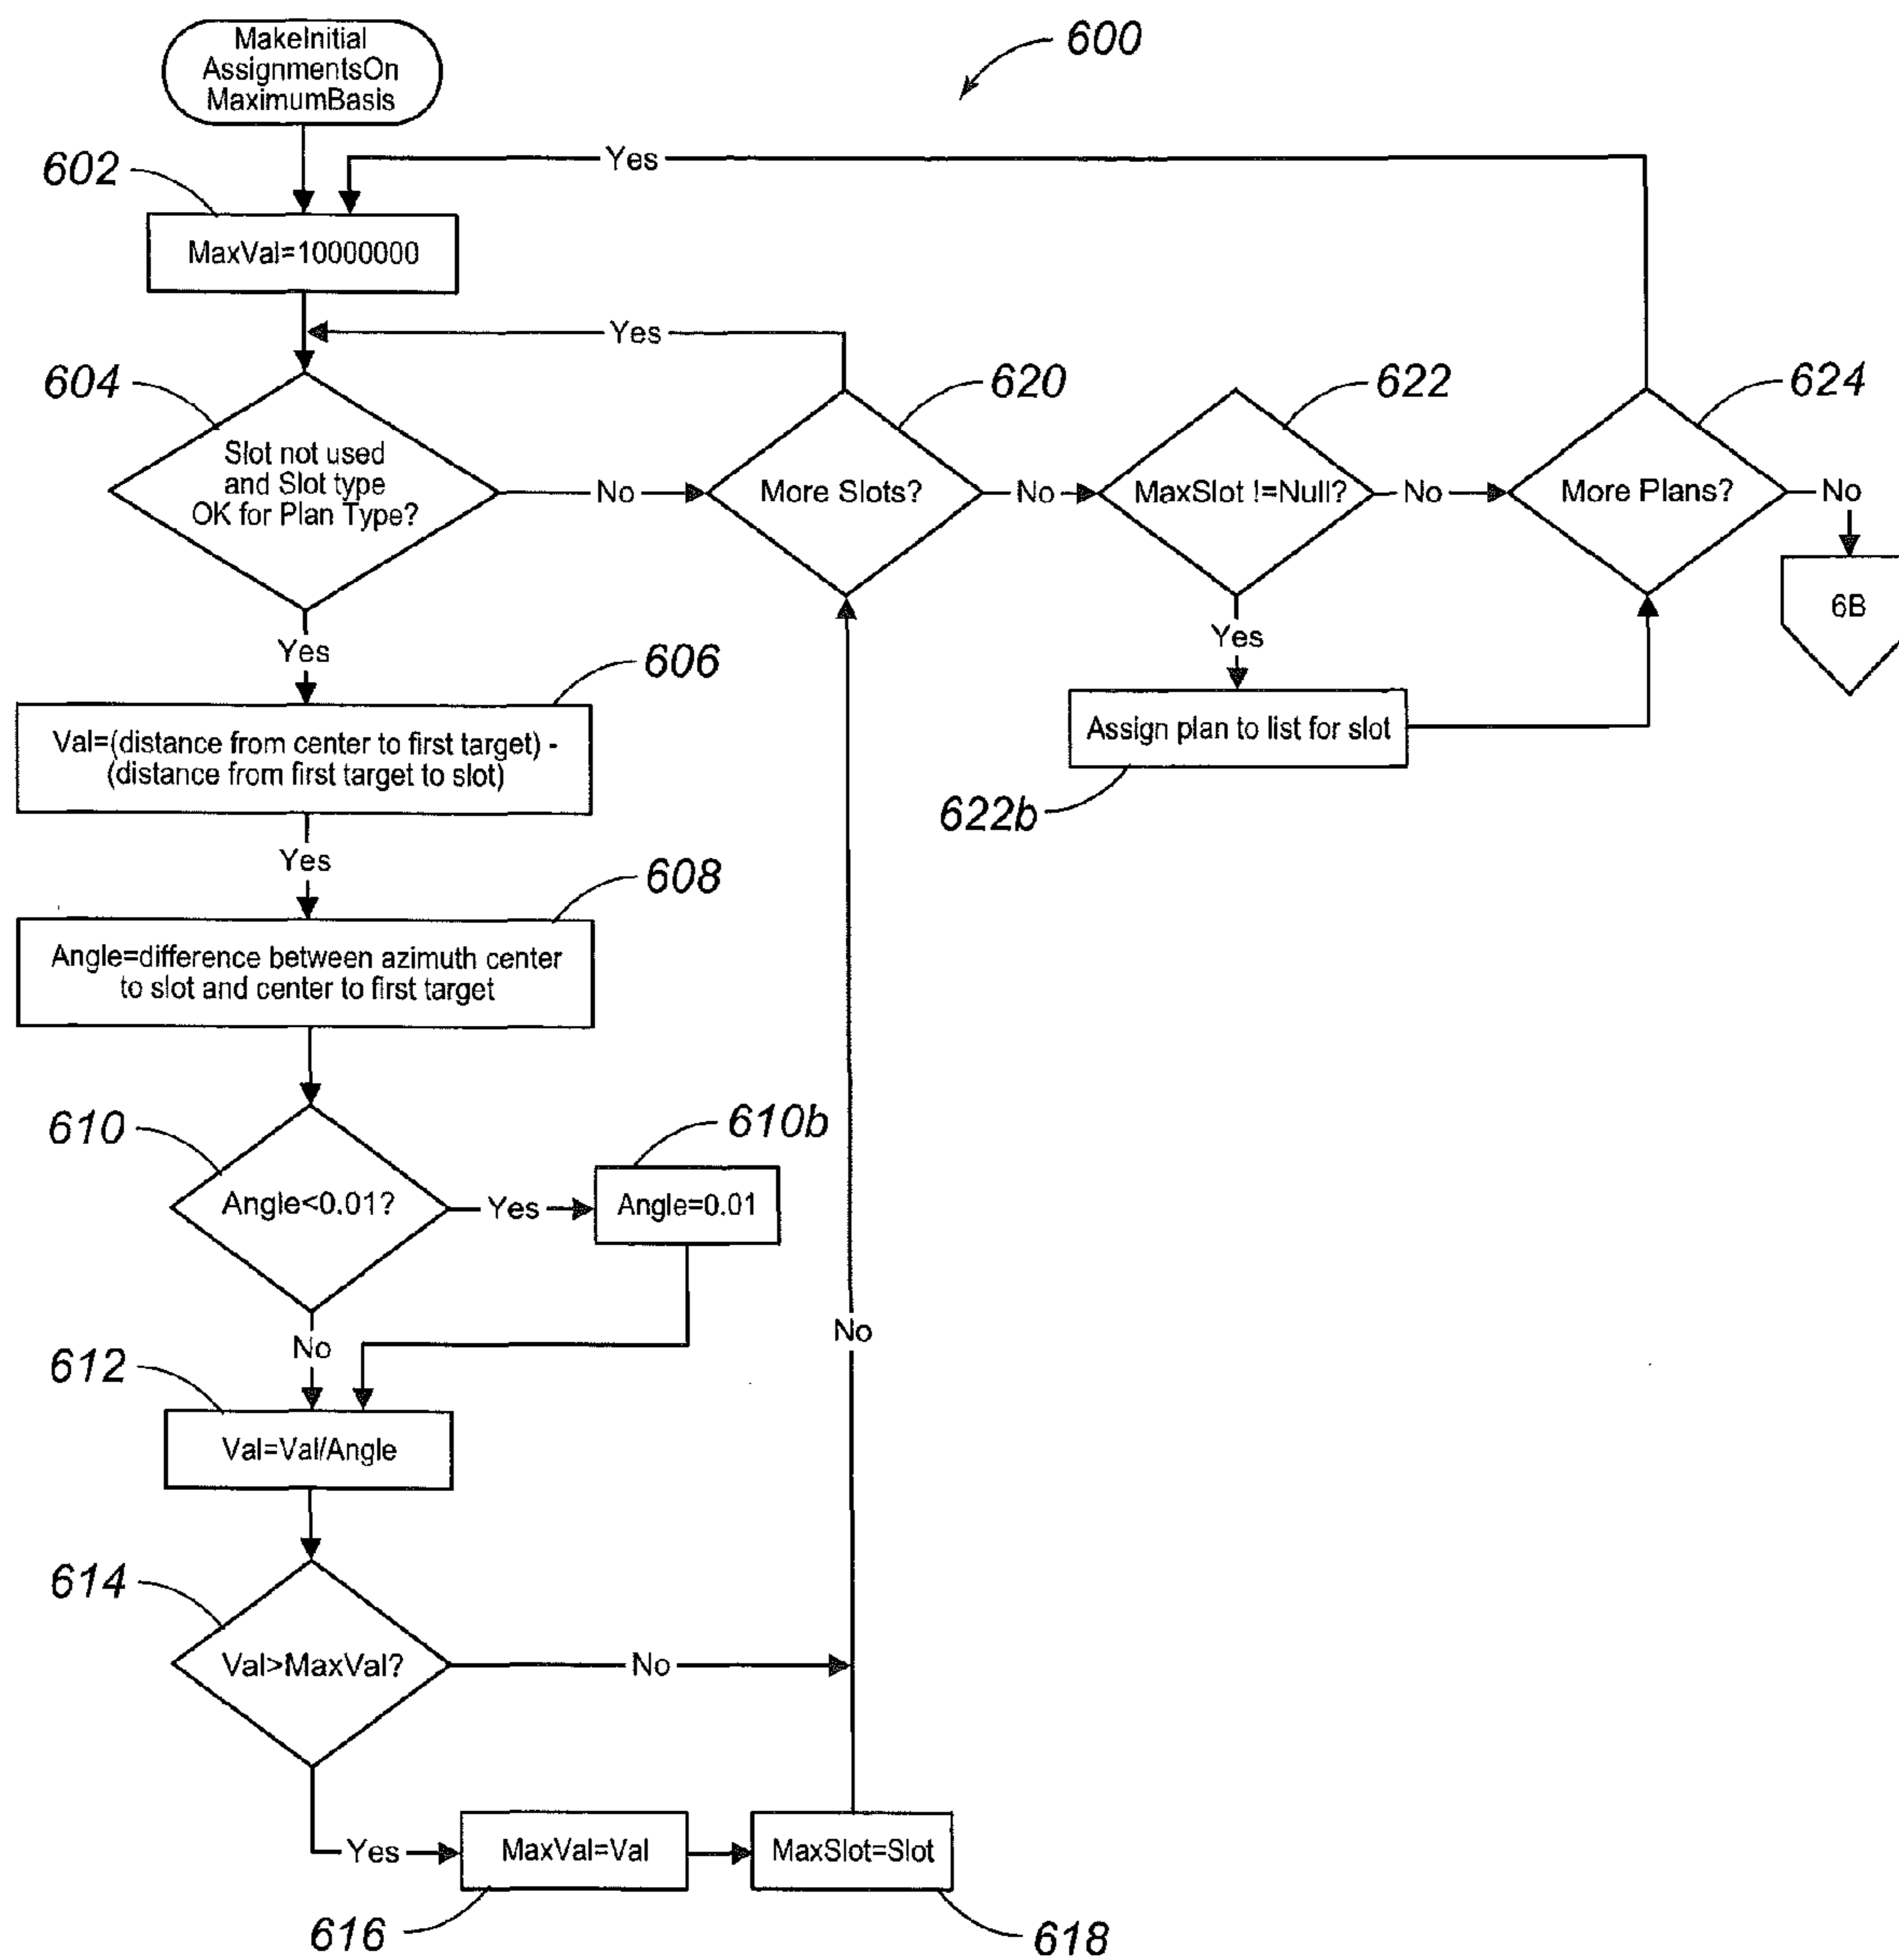 MakeInitial
AssignmentsOn
MaximumBasis
600
Yes
602
MaxVal=10000000
Yes
604
620
622
624
Slot not used
and Slot type
OK for Plan Type?
No
More Slots?
No
MaxSlot !=Null?
No
More Plans?
No
6B
Yes
Yes
606
Val=(distance from center to first target) -
(distance from first target to slot)
Assign plan to list for slot
622b
Yes
608
Angle=difference between azimuth center
to slot and center to first target
610
610b
Angle<0.01?
Yes
Angle=0.01
No
No
612
Val=Val/Angle
614
Val>MaxVal?
No
Yes
MaxVal=Val
MaxSlot=Slot
616
618